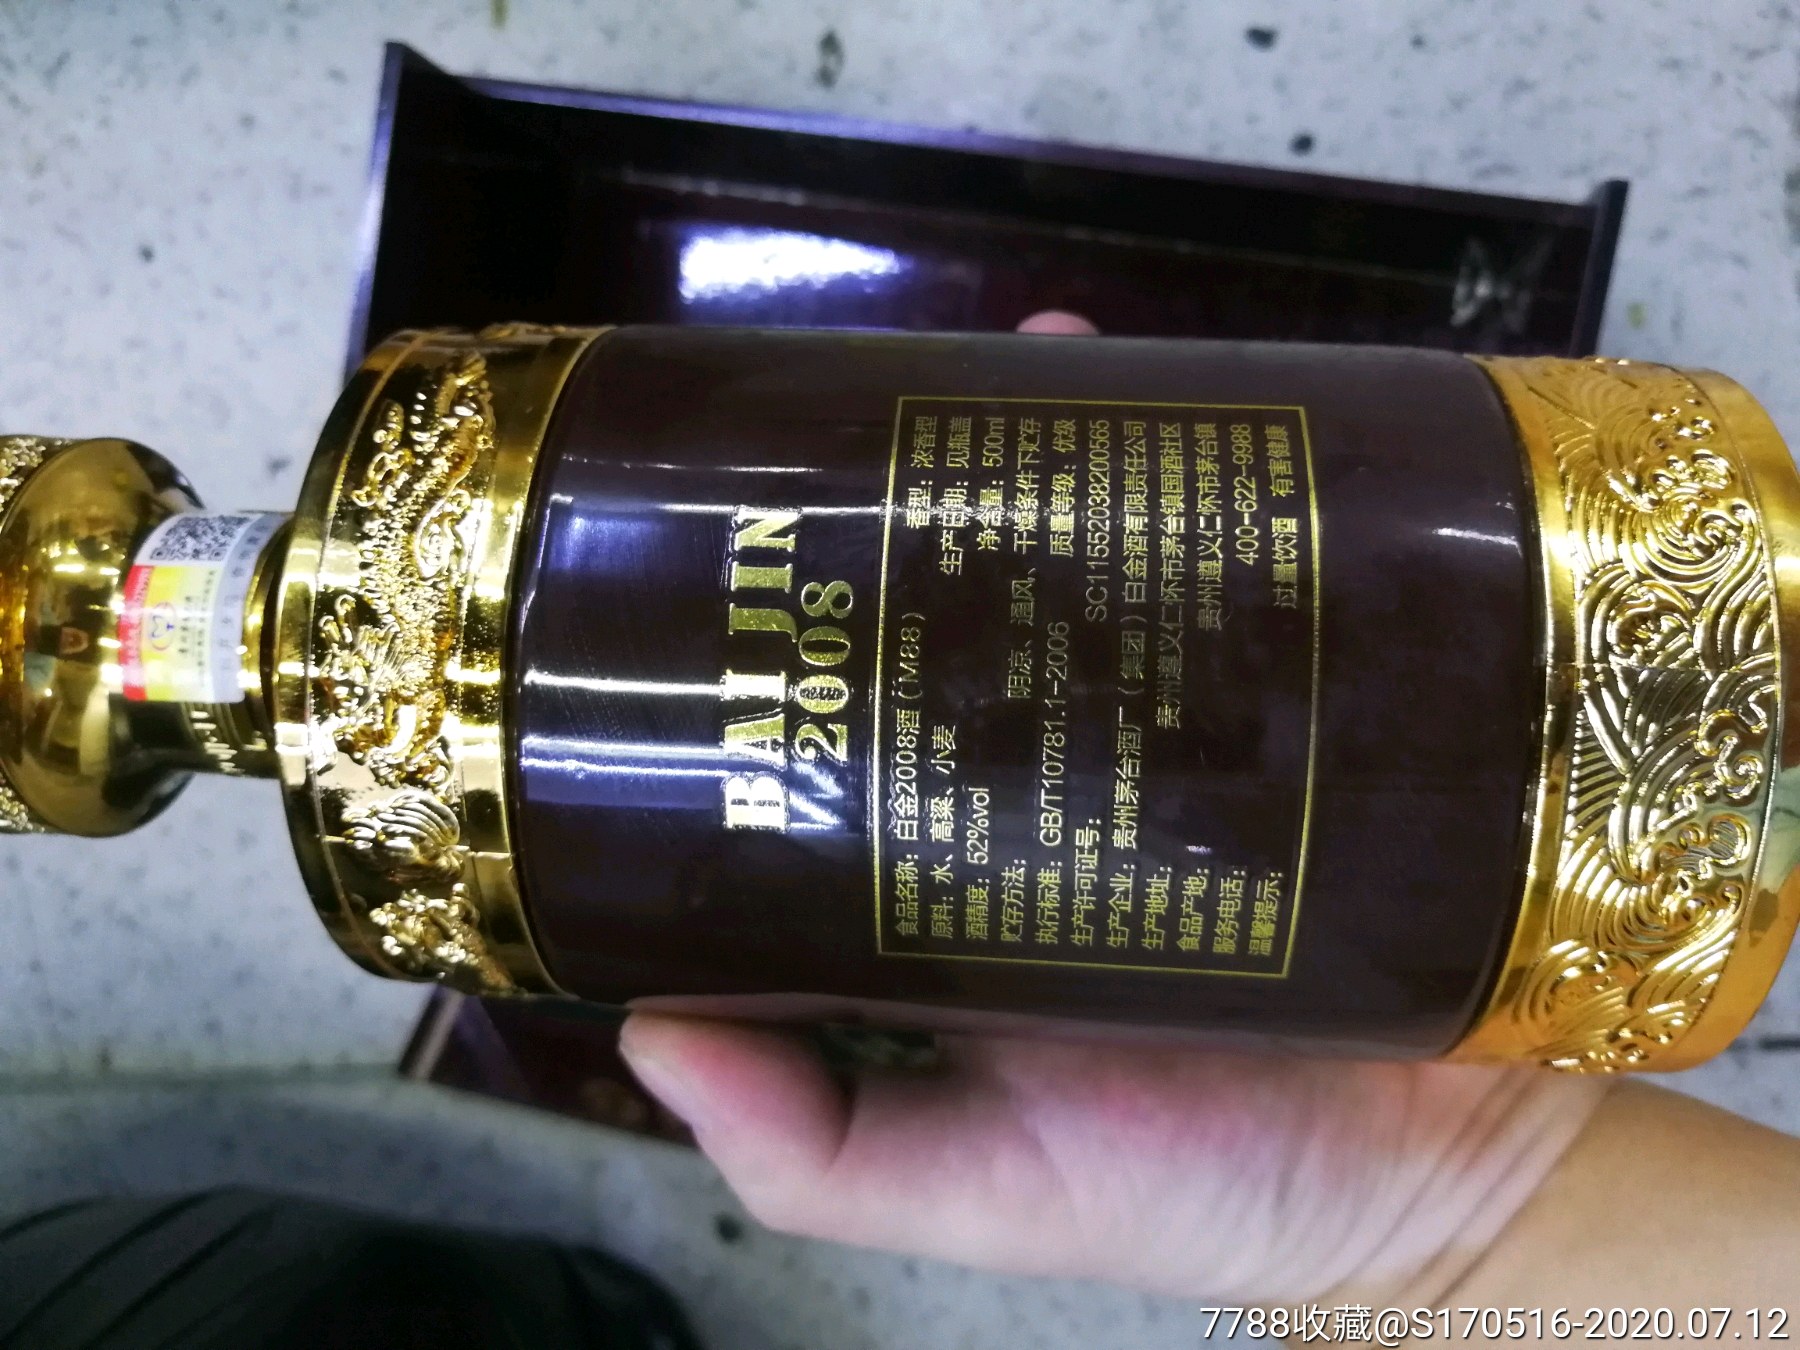 BAI JIN
2008
食品名称：白金2008酒（M88） 香型：浓香型
原料：水、高粱、小麦 生产日期：见瓶盖
酒精度：52%vol 净含量：500ml
贮存方法： 阴凉、通风、干燥条件下贮存
执行标准：GB/T10781.1-2006 质量等级：优级
生产许可证号： SC11552038200565
生产企业：贵州茅台酒厂（集团）白金酒有限责任公司
生产地址： 贵州遵义仁怀市茅台镇国酒社区
食品产地： 贵州遵义仁怀市茅台镇
服务电话： 400-622-9988
温馨提示： 过量饮酒 有害健康
7788收藏@S170516-2020.07.12